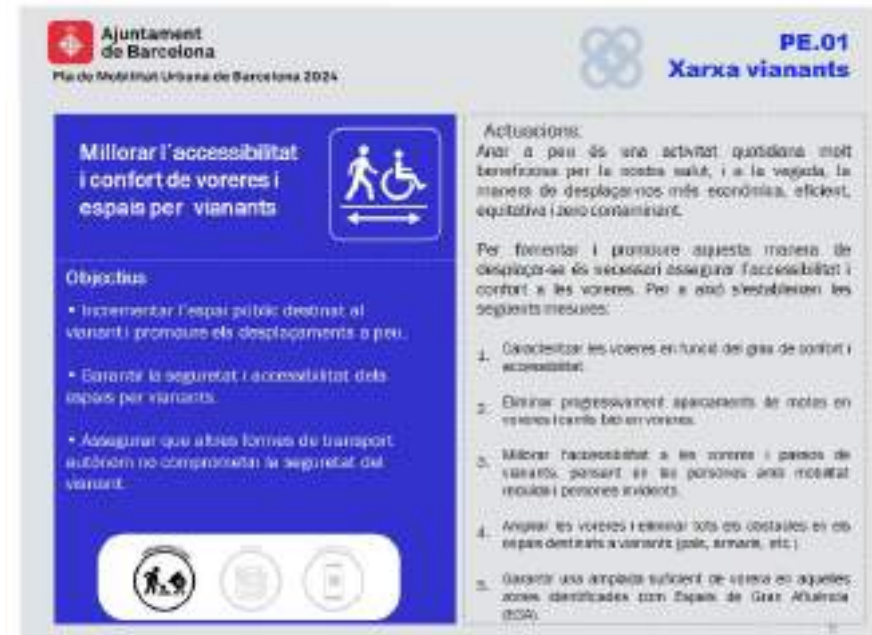 Ajuntament
de Barcelona
Pla de Mobilitat Urbana de Barcelona 2024
PE.01
Xarxa vianants
Millorar l'accessibilitat
i confort de voreres i
espais per vianants
Objectius
• Incrementar l'espai públic destinat al
vianant i promoure els desplaçaments a peu.
• Garantir la seguretat i accessibilitat dels
espais per vianants.
• Assegurar que altres formes de transport
autònom no comprometin la seguretat del
vianant.
Actuacions:
Anar a peu és una activitat quotidiana molt
beneficiosa per la nostra salut, i a la vegada, la
manera de desplaçar-nos més econòmica, eficient,
equitativa i zero contaminant.
Per fomentar i promoure aquesta manera de
desplaçar-se és necessari assegurar l'accessibilitat i
confort a les voreres. Per a això s'estableixen les
següents mesures:
1. Caracteritzar les voreres en funció del grau de confort i
accessibilitat.
2. Eliminar progressivament aparcaments de motos en
voreres i carrils bici en voreres.
3. Millorar l'accessibilitat a les voreres i passos de
vianants, pensant en les persones amb mobilitat
reduïda i persones invidents.
4. Ampliar les voreres i eliminar tots els obstacles en els
espais destinats a vianants (pals, armaris, etc.)
5. Garantir una amplada suficient de vorera en aquelles
zones identificades com Espais de Gran Afluència
(EGA).